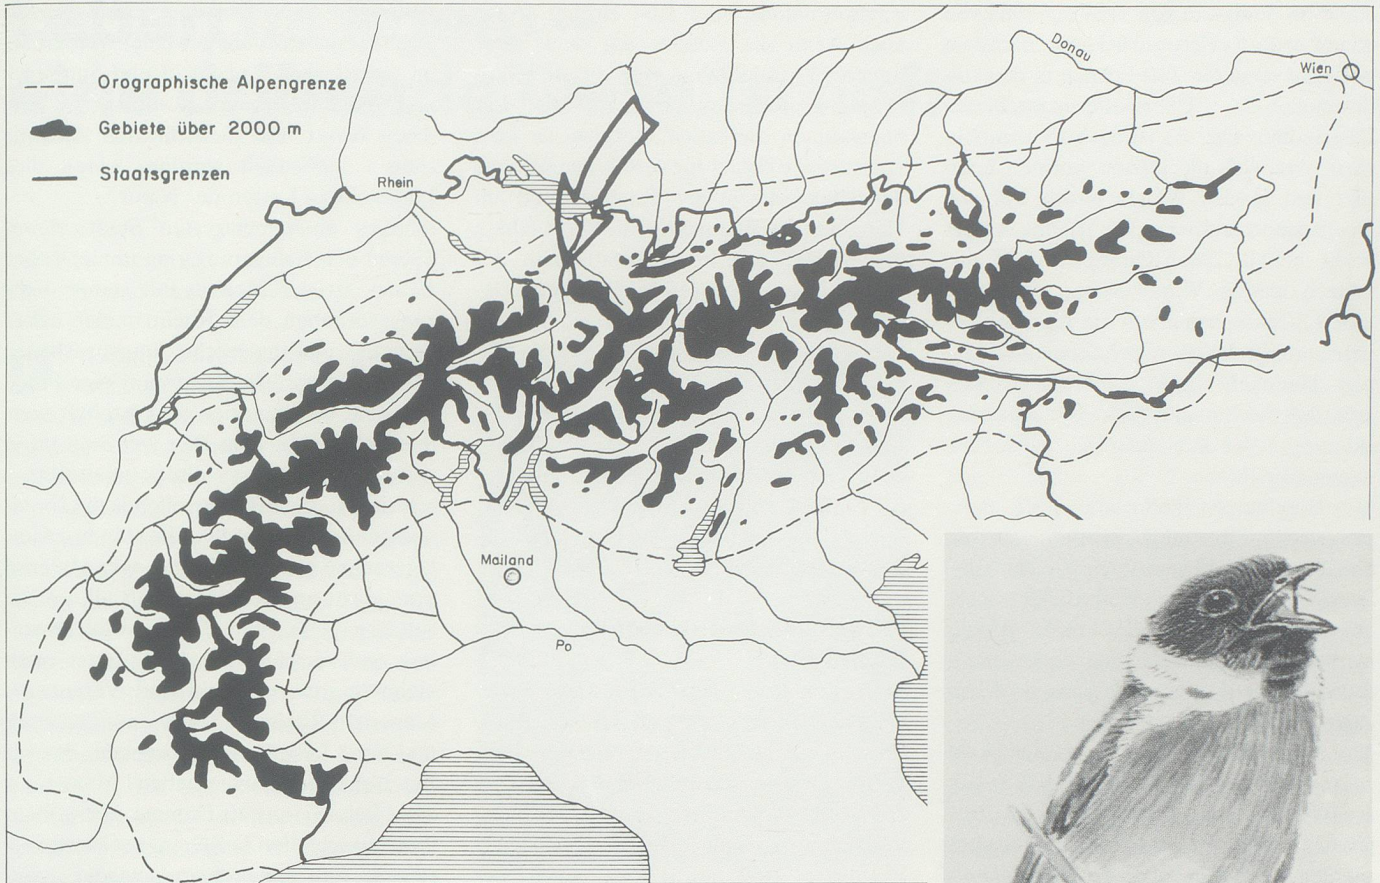 Orographische Alpengrenze
Gebiete über 2000 m
Staatsgrenzen
Donau
Wien
Rhein
Mailand
Po